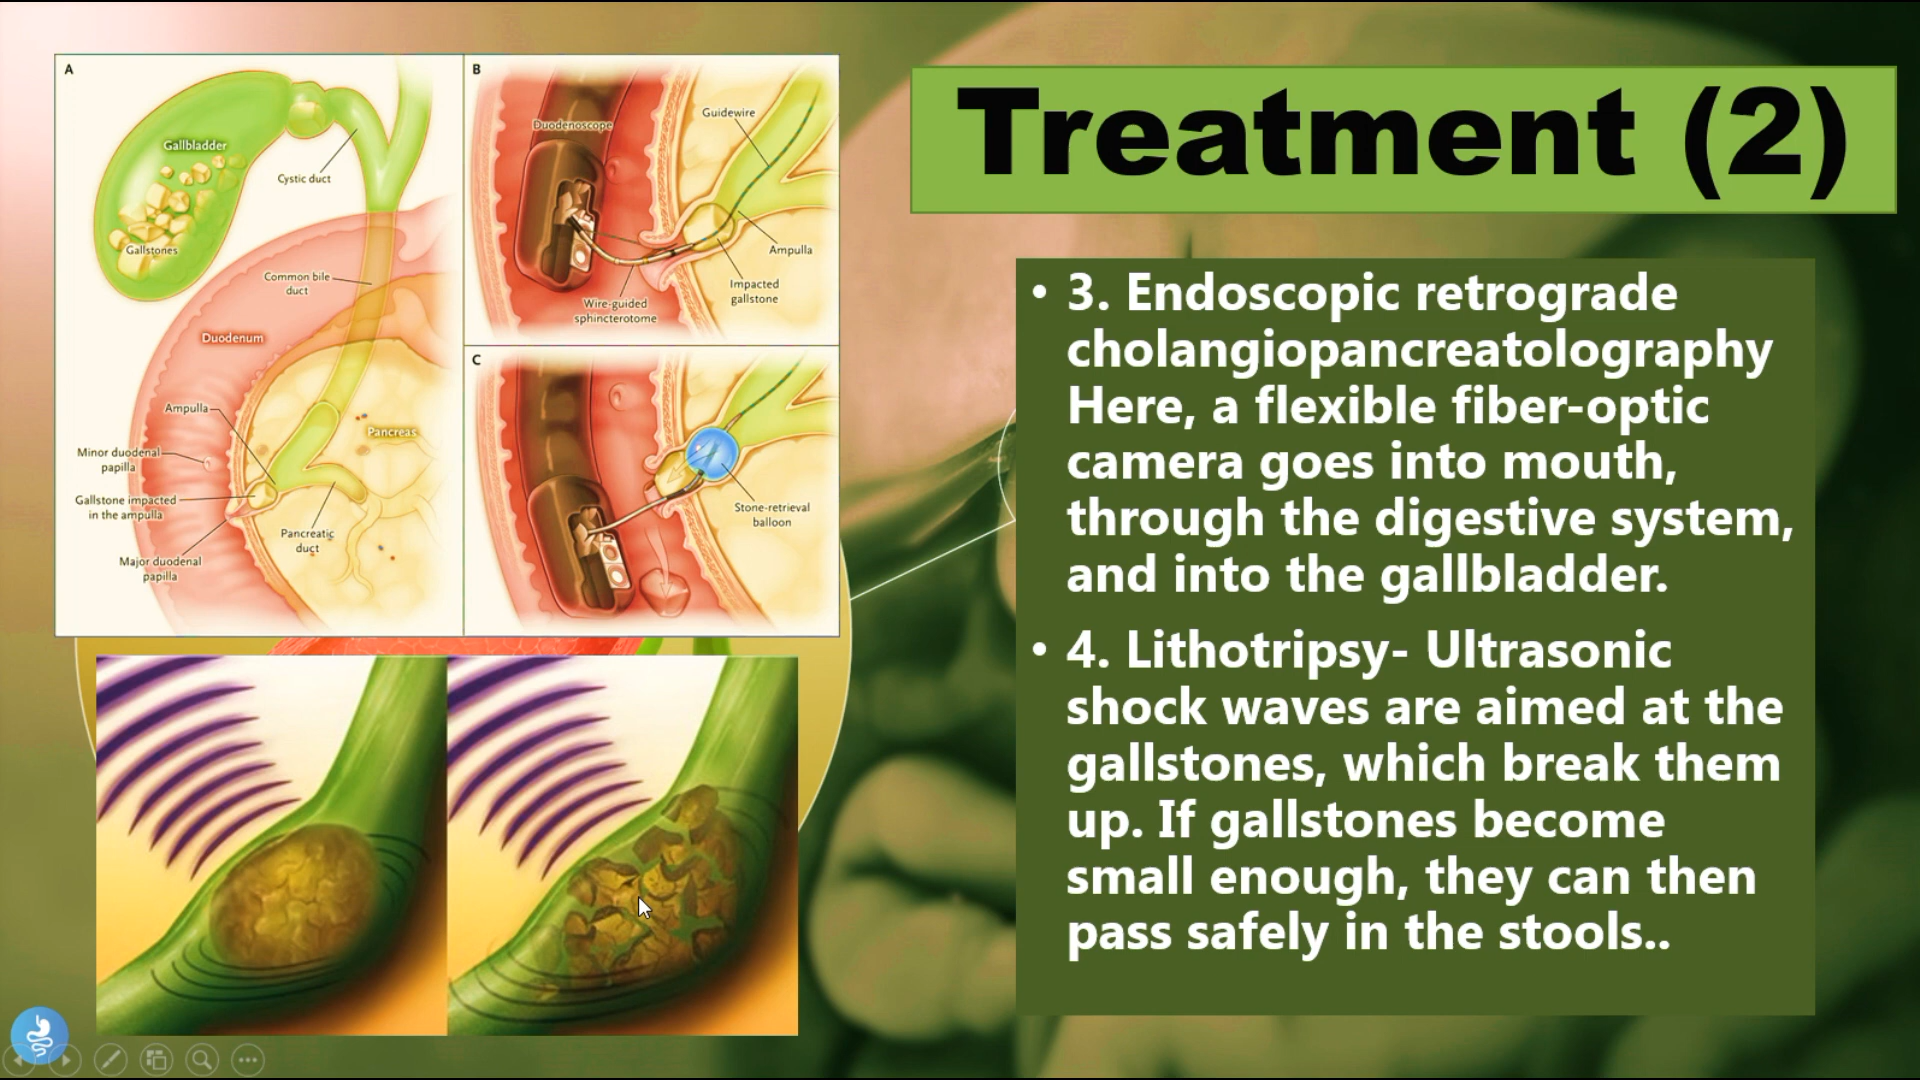 A
Gallbladder
Cystic duct
Gallstones
Common bile
duct
Duodenum
Ampulla
Pancreas
Minor duodenal
papilla
Gallstone impacted
in the ampulla
Pancreatic
duct
Major duodenal
papilla
B
Duodenoscope
Guidewire
Ampulla
Impacted
gallstone
Wire-guided
sphincterotome
C
Stone-retrieval
balloon
Treatment (2)
• 3. Endoscopic retrograde
cholangiopancreatolography
Here, a flexible fiber-optic
camera goes into mouth,
through the digestive system,
and into the gallbladder.
• 4. Lithotripsy- Ultrasonic
shock waves are aimed at the
gallstones, which break them
up. If gallstones become
small enough, they can then
pass safely in the stools..